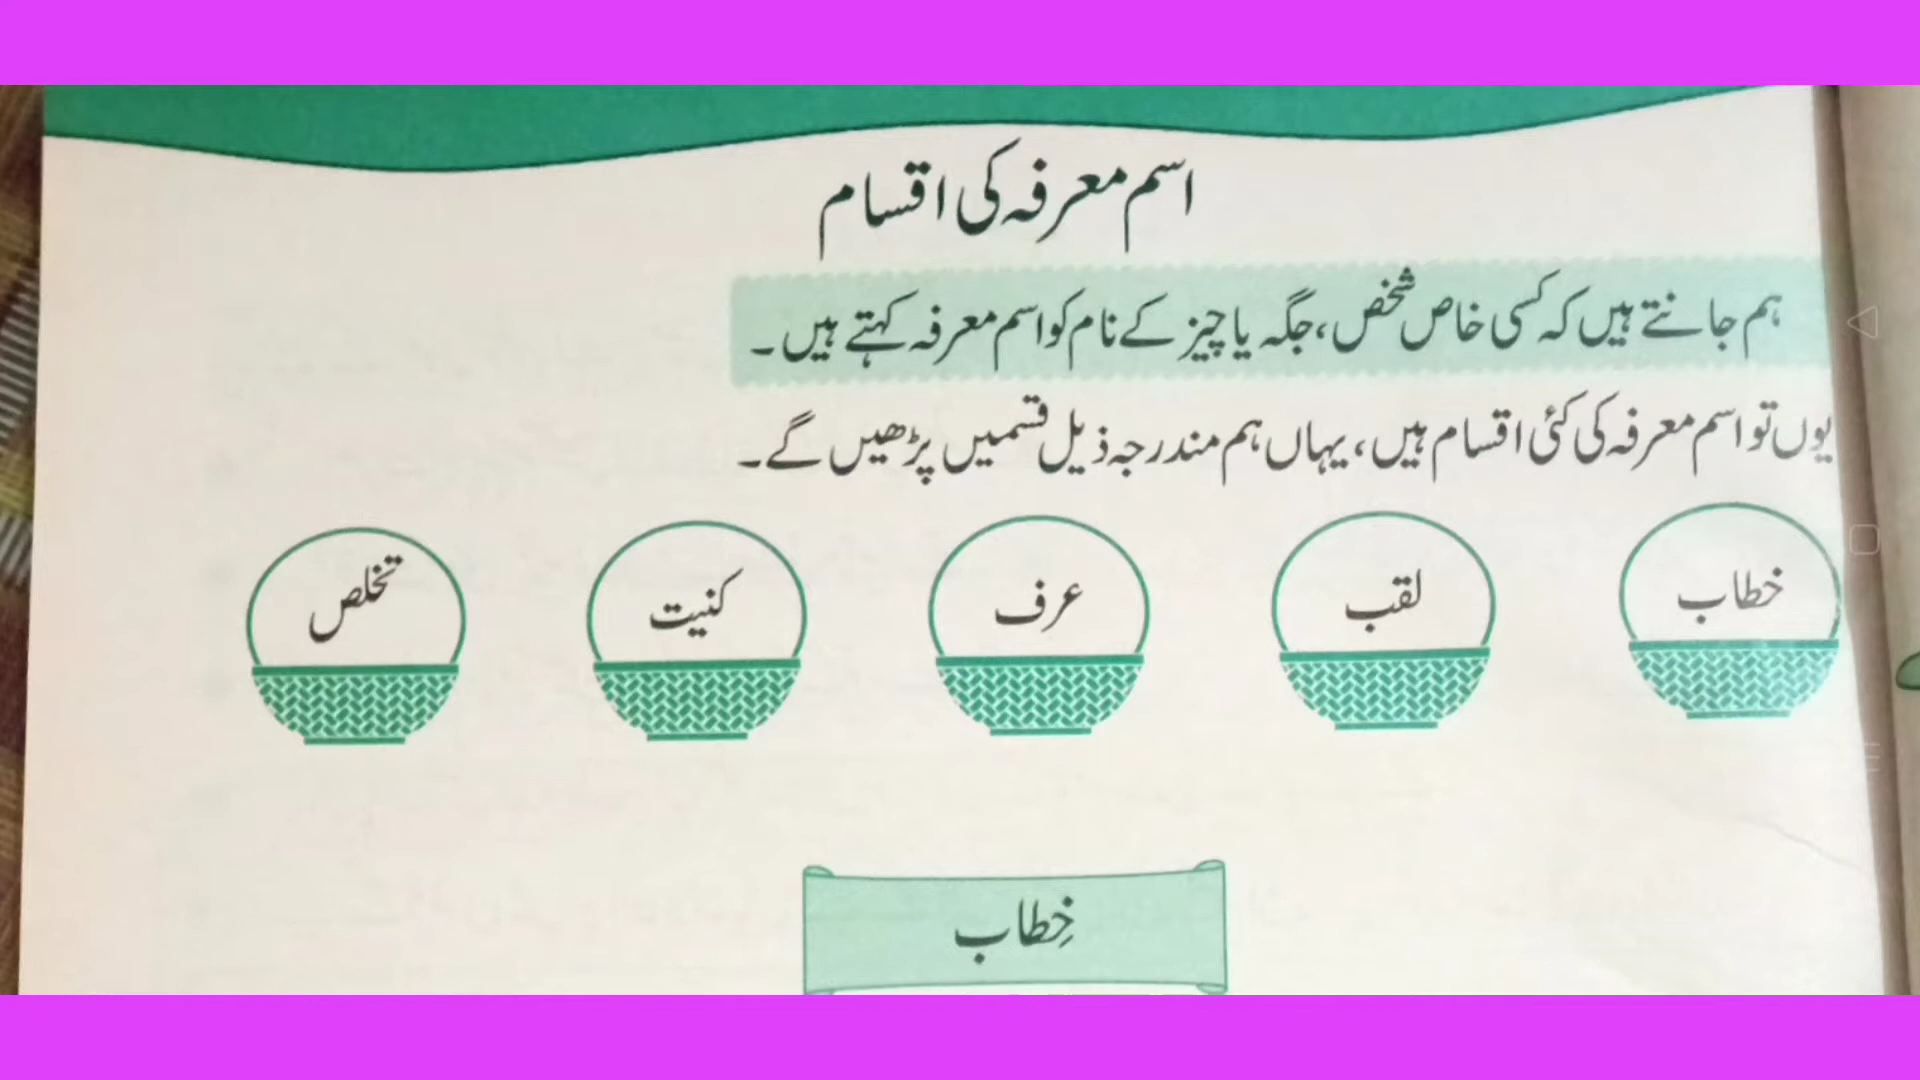 اسم معرفہ کی اقسام
ہم جانتے ہیں کہ کسی خاص شخص، جگہ یا چیز کے نام کو اسم معرفہ کہتے ہیں۔
یوں تو اسم معرفہ کی کئی اقسام ہیں، یہاں ہم مندرجہ ذیل قسمیں پڑھیں گے۔
خطاب لقب عرف کنیت تخلص
خِطاب